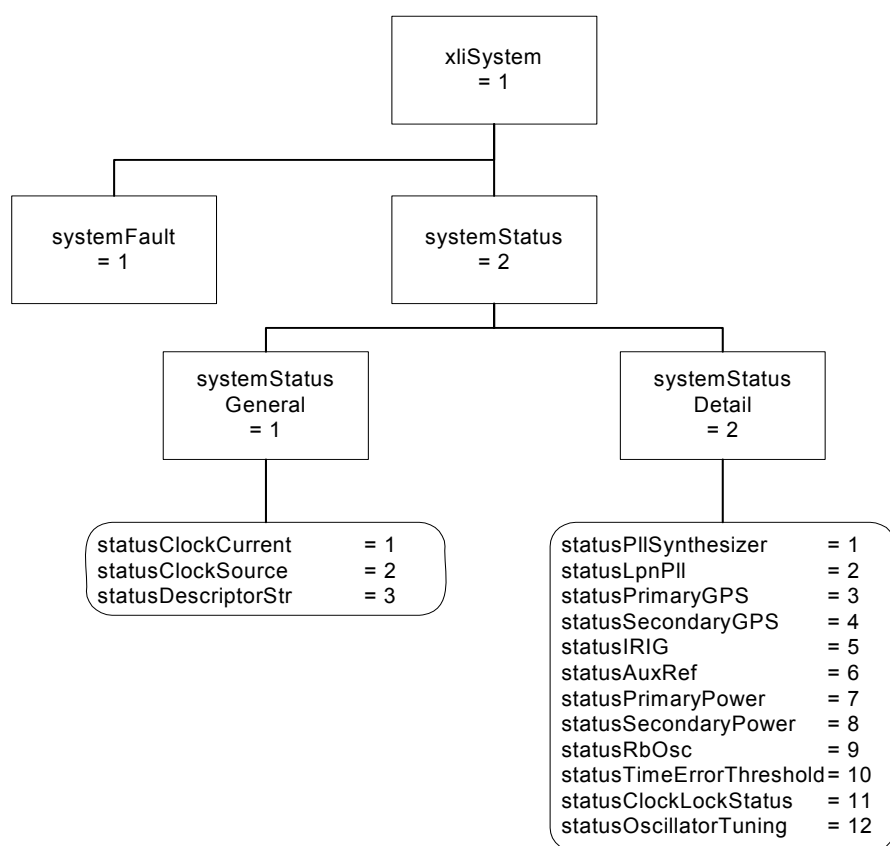 xliSystem
= 1
systemFault
= 1
systemStatus
= 2
systemStatus
General
= 1
systemStatus
Detail
= 2
statusClockCurrent = 1
statusClockSource = 2
statusDescriptorStr = 3
statusPllSynthesizer = 1
statusLpnPll = 2
statusPrimaryGPS = 3
statusSecondaryGPS = 4
statusIRIG = 5
statusAuxRef = 6
statusPrimaryPower = 7
statusSecondaryPower = 8
statusRbOsc = 9
statusTimeErrorThreshold = 10
statusClockLockStatus = 11
statusOscillatorTuning = 12